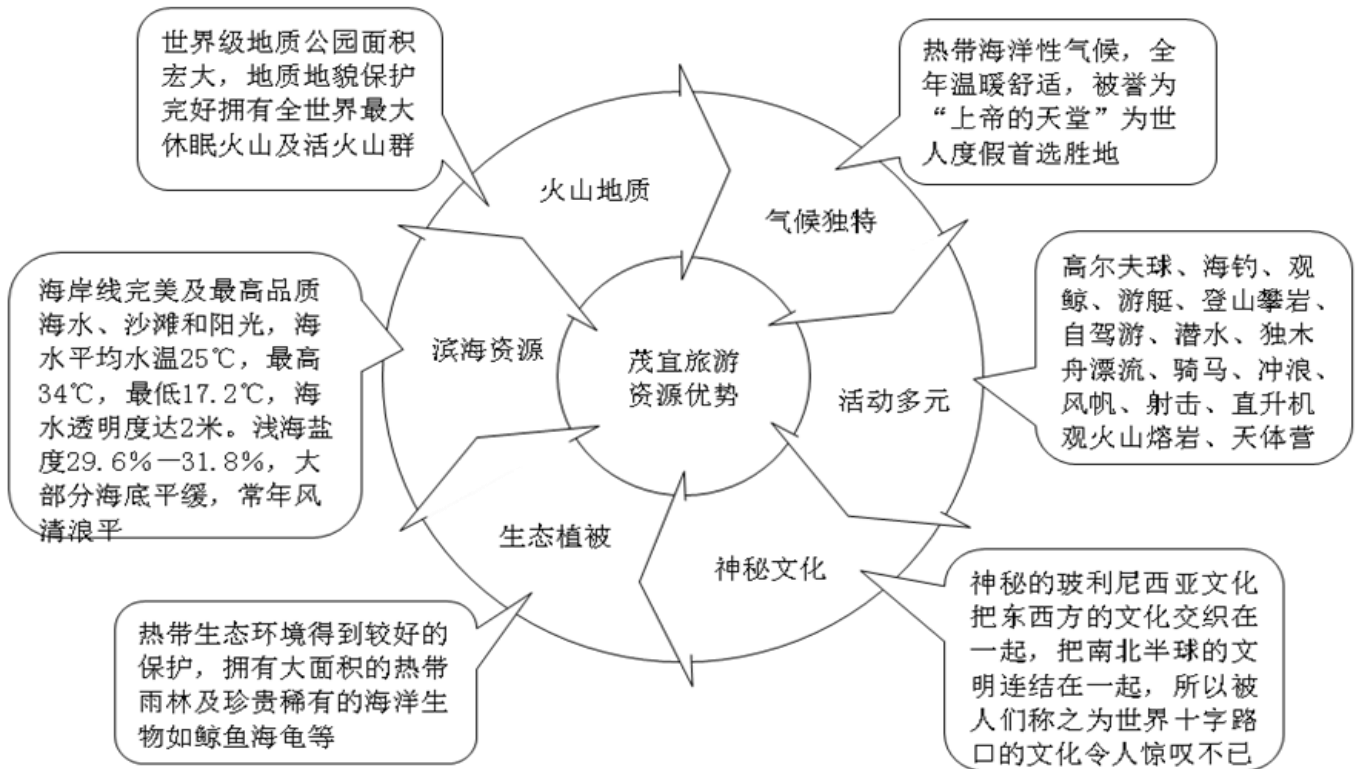 世界级地质公园面积
宏大，地质地貌保护
完好拥有全世界最大
休眠火山及活火山群
热带海洋性气候，全
年温暖舒适，被誉为
“上帝的天堂”为世
人度假首选胜地
火山地质
气候独特
海岸线完美及最高品质
海水、沙滩和阳光，海
水平均水温25℃，最高
34℃，最低17.2℃，海
水透明度达2米。浅海盐
度29.6%—31.8%，大
部分海底平缓，常年风
清浪平
滨海资源
茂宜旅游
资源优势
活动多元
高尔夫球、海钓、观
鲸、游艇、登山攀岩、
自驾游、潜水、独木
舟漂流、骑马、冲浪、
风帆、射击、直升机
观火山熔岩、天体营
生态植被
神秘文化
热带生态环境得到较好的
保护，拥有大面积的热带
雨林及珍贵稀有的海洋生
物如鲸鱼海龟等
神秘的玻利尼西亚文化
把东西方的文化交织在
一起，把南北半球的文
明连结在一起，所以被
人们称之为世界十字路
口的文化令人惊叹不已